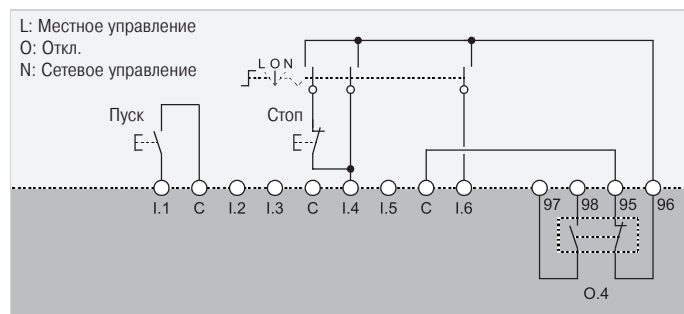 L: Местное управление
O: Откл.
N: Сетевое управление
L O N
Пуск
Стоп
I.1 C I.2 I.3 C I.4 I.5 C I.6 97 98 95 96
O.4